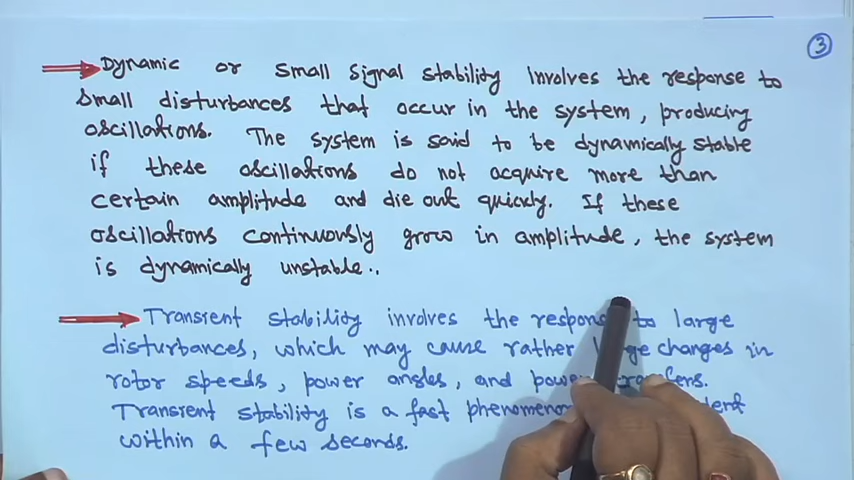 3
Dynamic or small signal stability involves the response to
small disturbances that occur in the system, producing
oscillations. The system is said to be dynamically stable
if these oscillations do not acquire more than
certain amplitude and die out quickly. If these
oscillations continuously grow in amplitude, the system
is dynamically unstable..
Transient stability involves the response to large
disturbances, which may cause rather large changes in
rotor speeds, power angles, and power transfers.
Transient stability is a fast phenomenon
within a few seconds.